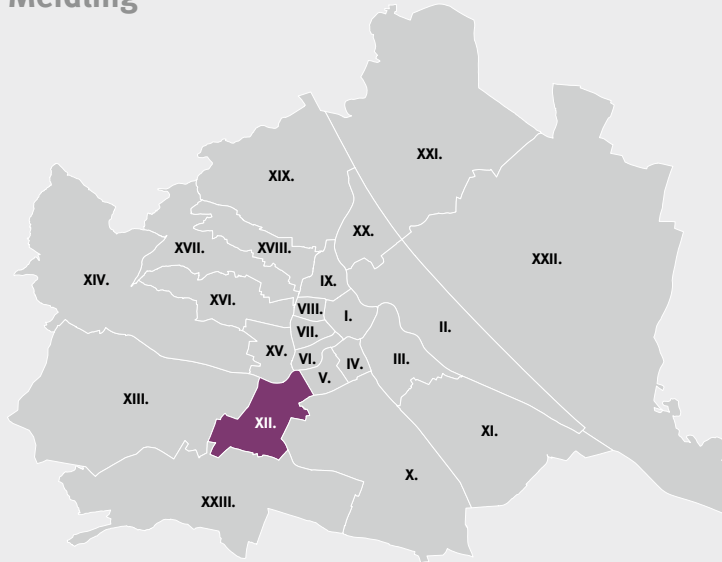 Meidling
XXI.
XIX.
XX.
XVII.
XVIII.
XXII.
XIV.
IX.
XVI.
VIII.
I.
II.
VII.
XV.
VI.
IV.
III.
V.
XIII.
XII.
XI.
X.
XXIII.